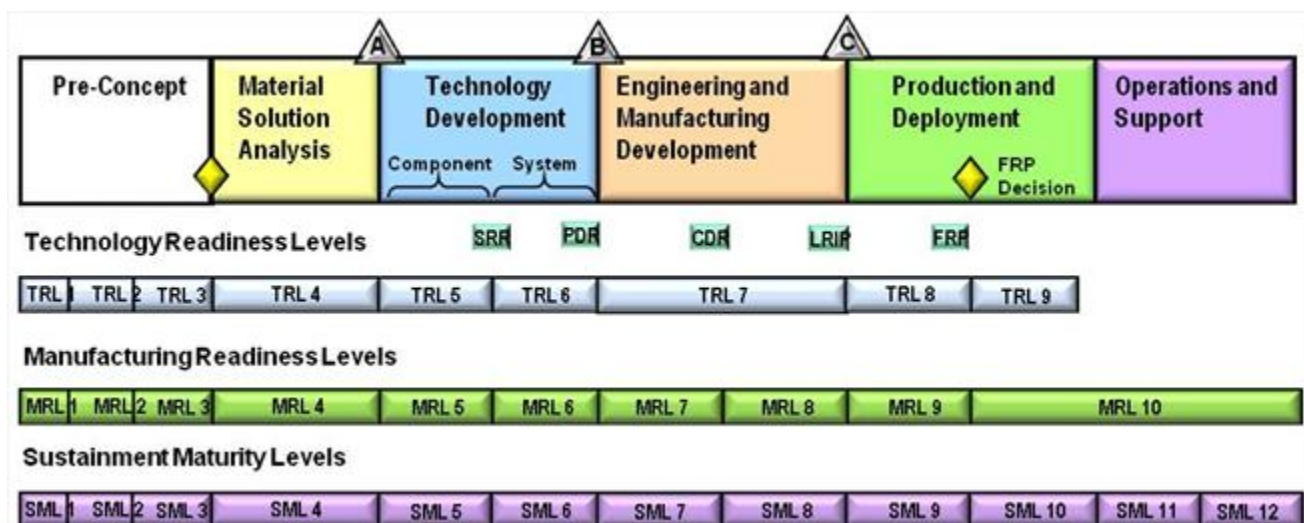 A B C
Pre-Concept
Material
Solution
Analysis
Technology
Development
Component System
Engineering and
Manufacturing
Development
Production and
Deployment
FRP
Decision
Operations and
Support
Technology Readiness Levels
SRR PDR CDR LRIP FRP
TRL 1 TRL 2 TRL 3 TRL 4 TRL 5 TRL 6 TRL 7 TRL 8 TRL 9
Manufacturing Readiness Levels
MRL 1 MRL 2 MRL 3 MRL 4 MRL 5 MRL 6 MRL 7 MRL 8 MRL 9 MRL 10
Sustainment Maturity Levels
SML 1 SML 2 SML 3 SML 4 SML 5 SML 6 SML 7 SML 8 SML 9 SML 10 SML 11 SML 12